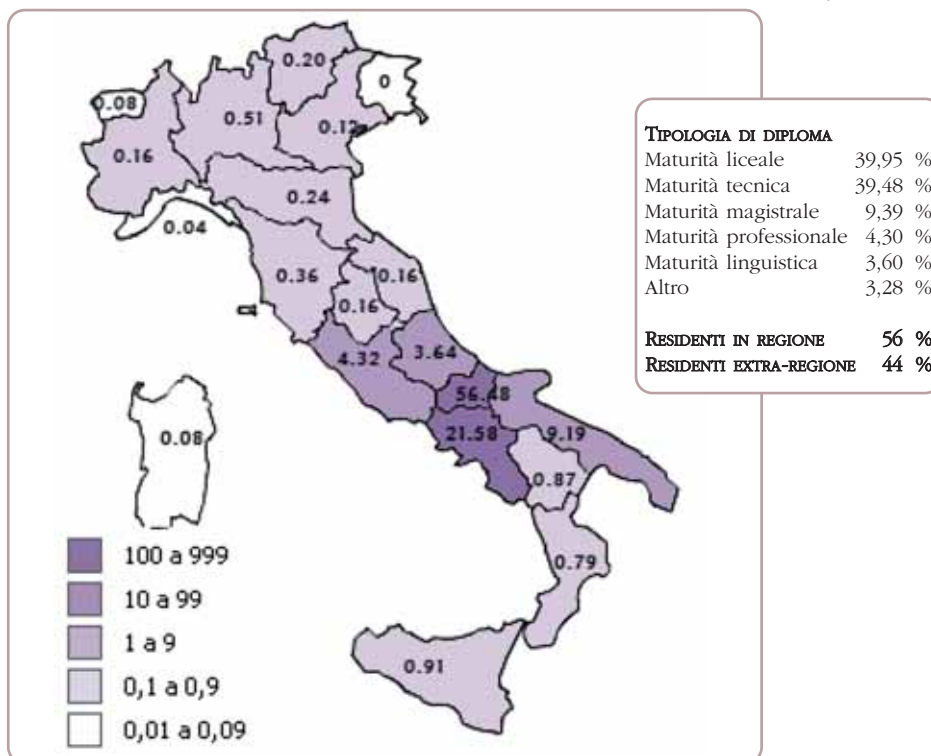 0.20
0
0.08
0.51
0.12
0.16
0.24
0.04
0.36
0.16
0.16
4.32
3.64
56.48
21.58
9.19
0.08
0.87
0.79
0.91
100 a 999
10 a 99
1 a 9
0,1 a 0,9
0,01 a 0,09
TIPOLOGIA DI DIPLOMA
Maturità liceale 39,95 %
Maturità tecnica 39,48 %
Maturità magistrale 9,39 %
Maturità professionale 4,30 %
Maturità linguistica 3,60 %
Altro 3,28 %
RESIDENTI IN REGIONE 56 %
RESIDENTI EXTRA-REGIONE 44 %